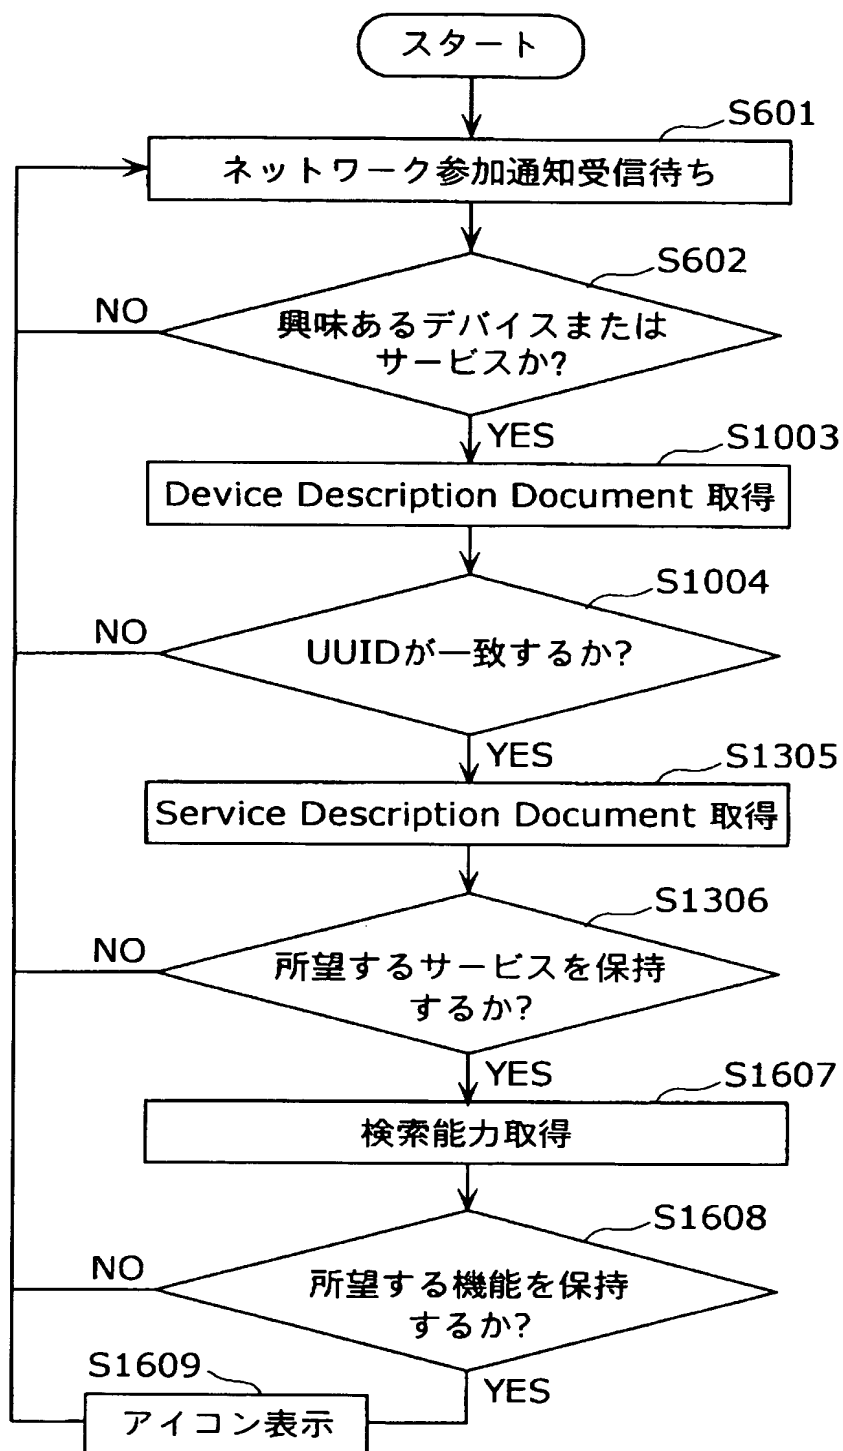 スタート
S601
ネットワーク参加通知受信待ち
S602
NO
興味あるデバイスまたは
サービスか?
YES
S1003
Device Description Document 取得
S1004
NO
UUIDが一致するか?
YES
S1305
Service Description Document 取得
S1306
NO
所望するサービスを保持
するか?
YES
S1607
検索能力取得
S1608
NO
所望する機能を保持
するか?
S1609
YES
アイコン表示